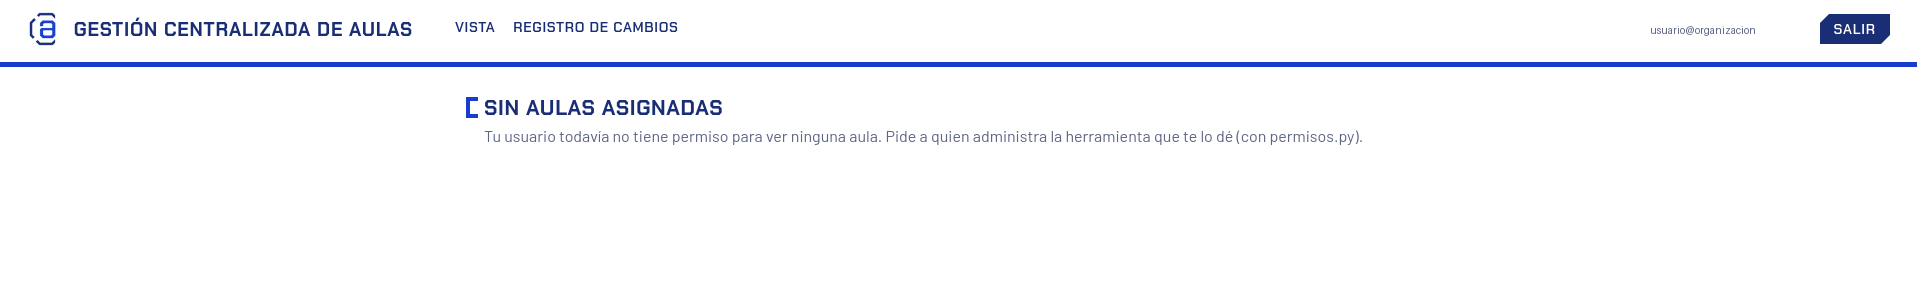 GESTIÓN CENTRALIZADA DE AULAS
VISTA
REGISTRO DE CAMBIOS
usuario@organizacion
SALIR
SIN AULAS ASIGNADAS
Tu usuario todavía no tiene permiso para ver ninguna aula. Pide a quien administra la herramienta que te lo dé (con permisos.py).